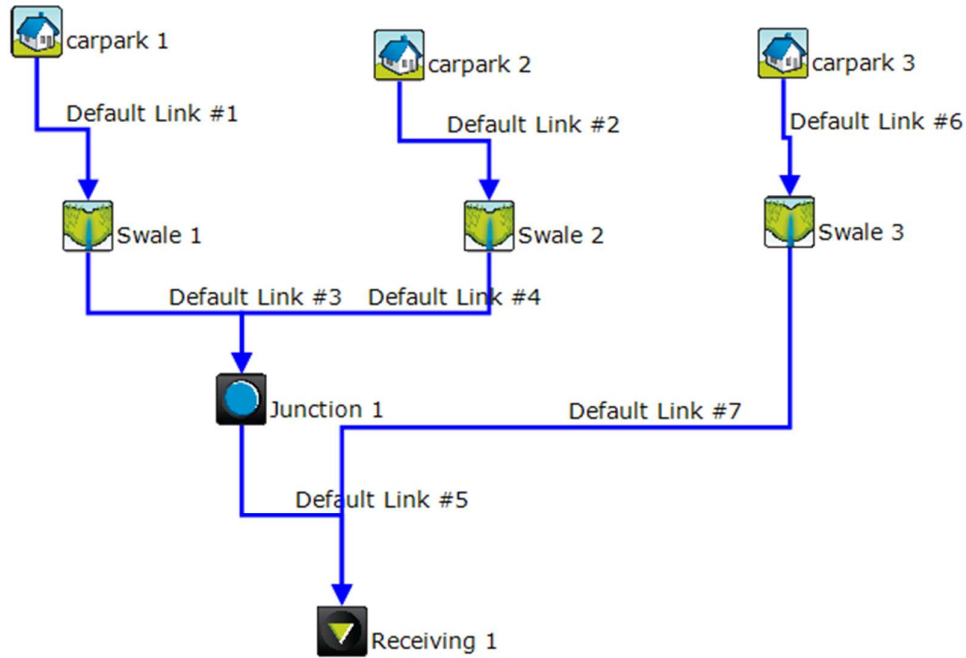 carpark 1
carpark 2
carpark 3
Default Link #1
Default Link #2
Default Link #6
Swale 1
Swale 2
Swale 3
Default Link #3
Default Link #4
Junction 1
Default Link #7
Default Link #5
Receiving 1